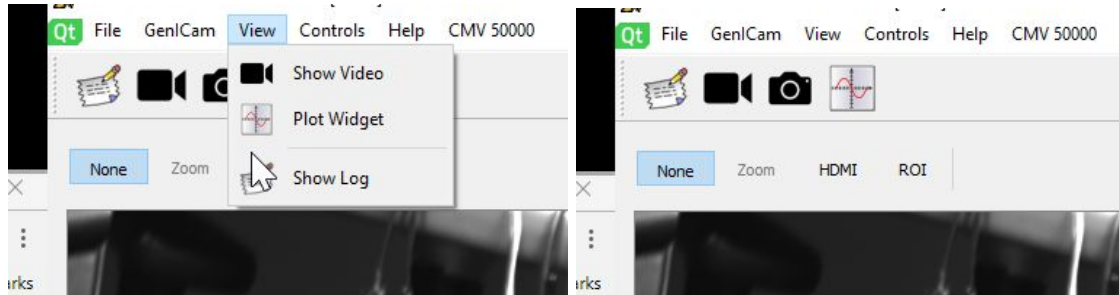 Qt File GenICam View Controls Help CMV 50000
Show Video
Plot Widget
None Zoom
Show Log
arks
Qt File GenICam View Controls Help CMV 50000
None Zoom HDMI ROI
arks